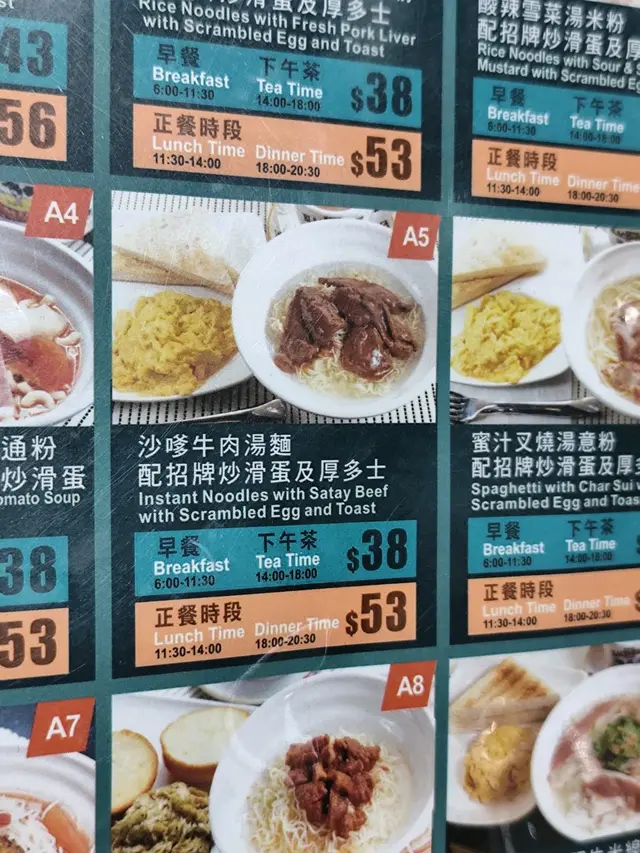 Rice Noodles with Fresh Pork Liver
with Scrambled Egg and Toast
早餐 下午茶
Breakfast Tea Time
6:00-11:30 14:00-18:00
$38
正餐時段
Lunch Time Dinner Time
11:30-14:00 18:00-20:30
$53
酸辣雪菜湯米粉
配招牌炒滑蛋及厚
Rice Noodles with Sour &
Mustard with Scrambled
早餐 下午茶
Breakfast Tea Time
6:00-11:30 14:00-18:00
正餐時段
Lunch Time Dinner Time
11:30-14:00 18:00-20:30
43
56
A4
通粉
炒滑蛋
omato Soup
38
53
A5
沙嗲牛肉湯麵
配招牌炒滑蛋及厚多士
Instant Noodles with Satay Beef
with Scrambled Egg and Toast
早餐 下午茶
Breakfast Tea Time
6:00-11:30 14:00-18:00
$38
正餐時段
Lunch Time Dinner Time
11:30-14:00 18:00-20:30
$53
蜜汁叉燒湯意粉
配招牌炒滑蛋及厚多
Spaghetti with Char Sui
Scrambled Egg and Toas
早餐 下午茶
Breakfast Tea Time
6:00-11:30 14:00-18:00
$
正餐時段
Lunch Time Dinner Time
11:30-14:00 18:00-20:30
$
A7
A8